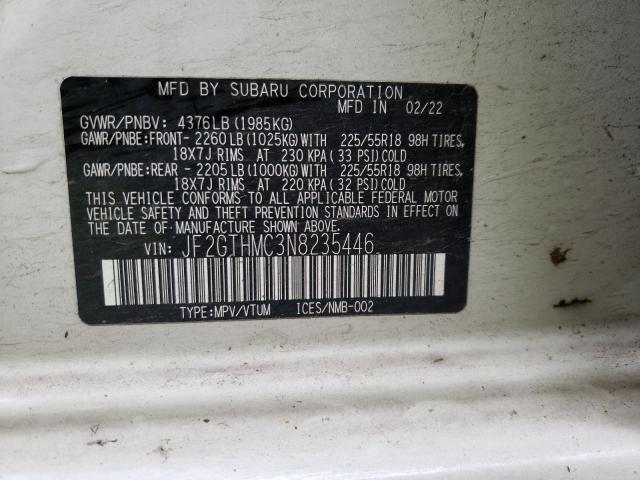 MFD BY SUBARU CORPORATION
MFD IN 02/22
GVWR/PNBV: 4376LB(1985KG)
GAWR/PNBE:FRONT-2260LB(1025KG)WITH 225/55R18 98H TIRES,
18X7J RIMS AT 230 KPA(33 PSI)COLD
GAWR/PNBE:REAR -2205LB(1000KG)WITH 225/55R18 98H TIRES,
18X7J RIMS AT 220 KPA(32 PSI)COLD
THIS VEHICLE CONFORMS TO ALL APPLICABLE FEDERAL MOTOR
VEHICLE SAFETY AND THEFT PREVENTION STANDARDS IN EFFECT ON
THE DATE OF MANUFACTURE SHOWN ABOVE.
VIN: JF2GTHMC3N8235446
TYPE:MPV/VTUM ICES/NMB-002